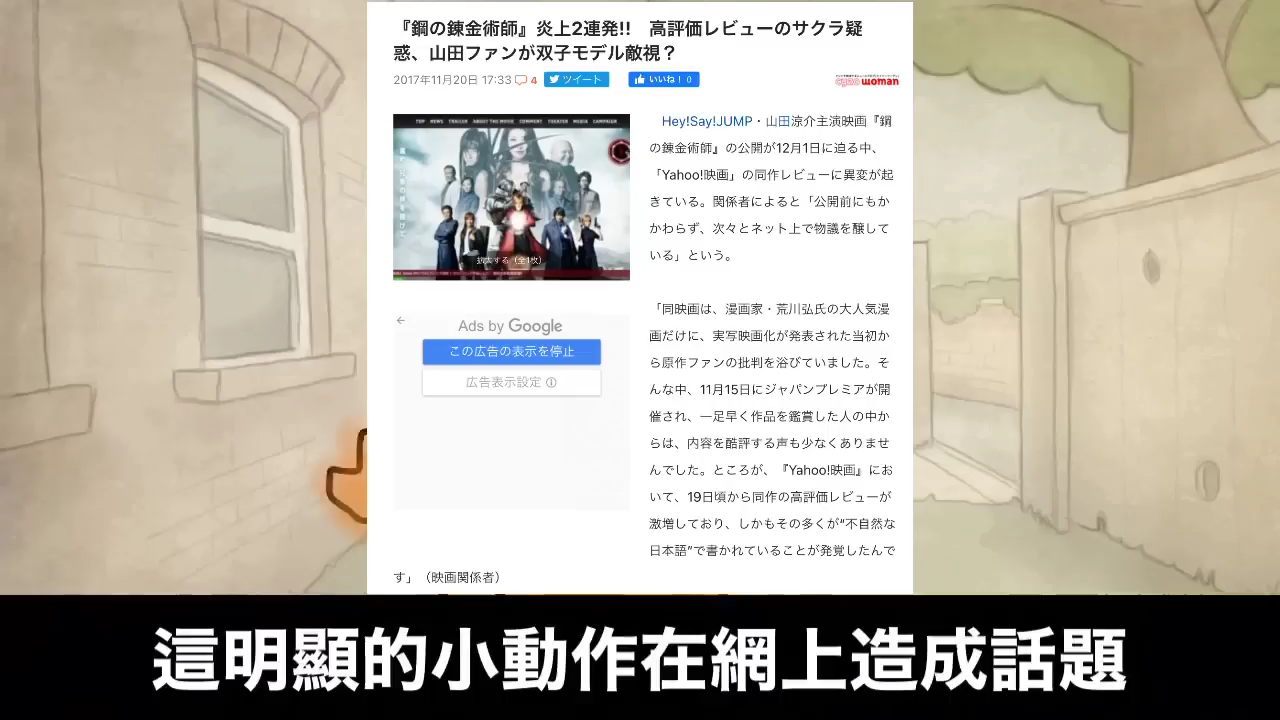 『鋼の錬金術師』炎上2連発!!　高評価レビューのサクラ疑
惑、山田ファンが双子モデル敵視？
2017年11月20日 17:33 4 ツイート いいね！ 0
cyzo woman
TOP NEWS TRAILER ABOUT THE MOVIE COMMENT THEATER MUSIC CAMPAIGN
拡大する（全1枚）
Hey!Say!JUMP・山田涼介主演映画『鋼
の錬金術師』の公開が12月1日に迫る中、
「Yahoo!映画」の同作レビューに異変が起
きている。関係者によると「公開前にもか
かわらず、次々とネット上で物議を醸して
いる」という。
Ads by Google
この広告の表示を停止
広告表示設定
「同映画は、漫画家・荒川弘氏の大人気漫
画だけに、実写映画化が発表された当初か
ら原作ファンの批判を浴びていました。そ
んな中、11月15日にジャパンプレミアが開
催され、一足早く作品を鑑賞した人の中か
らは、内容を酷評する声も少なくありませ
んでした。ところが、『Yahoo!映画』にお
いて、19日頃から同作の高評価レビューが
激増しており、しかもその多くが“不自然な
日本語”で書かれていることが発覚したんで
す」（映画関係者）
這明顯的小動作在網上造成話題